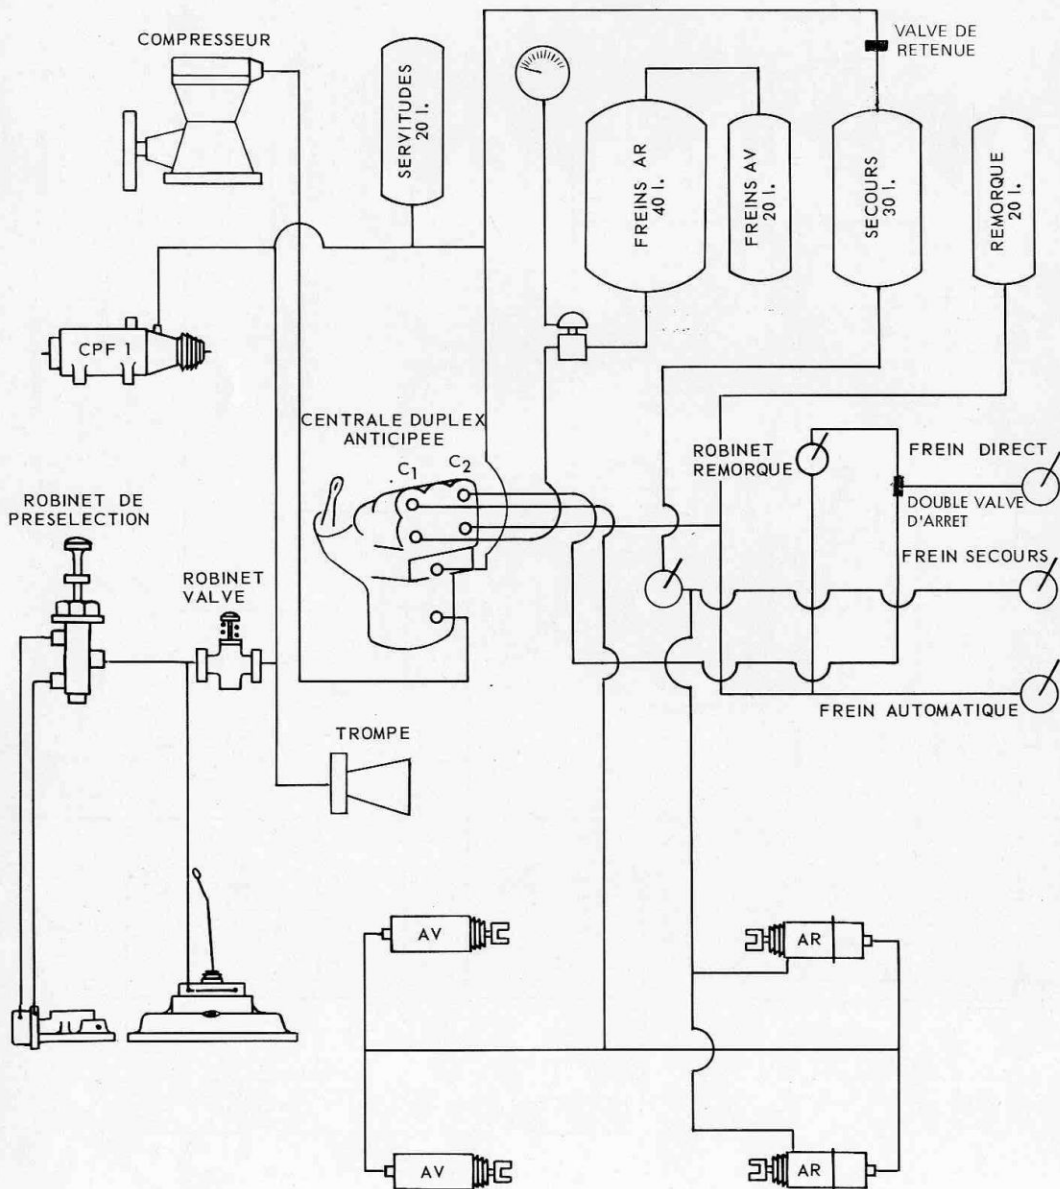 COMPRESSEUR
SERVITUDES
20 l.
VALVE DE
RETENUE
FREINS AR
40 l.
FREINS AV
20 l.
SECOURS
30 l.
REMORQUE
20 l.
CPF 1
CENTRALE DUPLEX
ANTICIPEE
C1
C2
ROBINET
REMORQUE
FREIN DIRECT
DOUBLE VALVE
D'ARRET
FREIN SECOURS
ROBINET DE
PRESELECTION
ROBINET
VALVE
FREIN AUTOMATIQUE
TROMPE
AV
AR
AV
AR